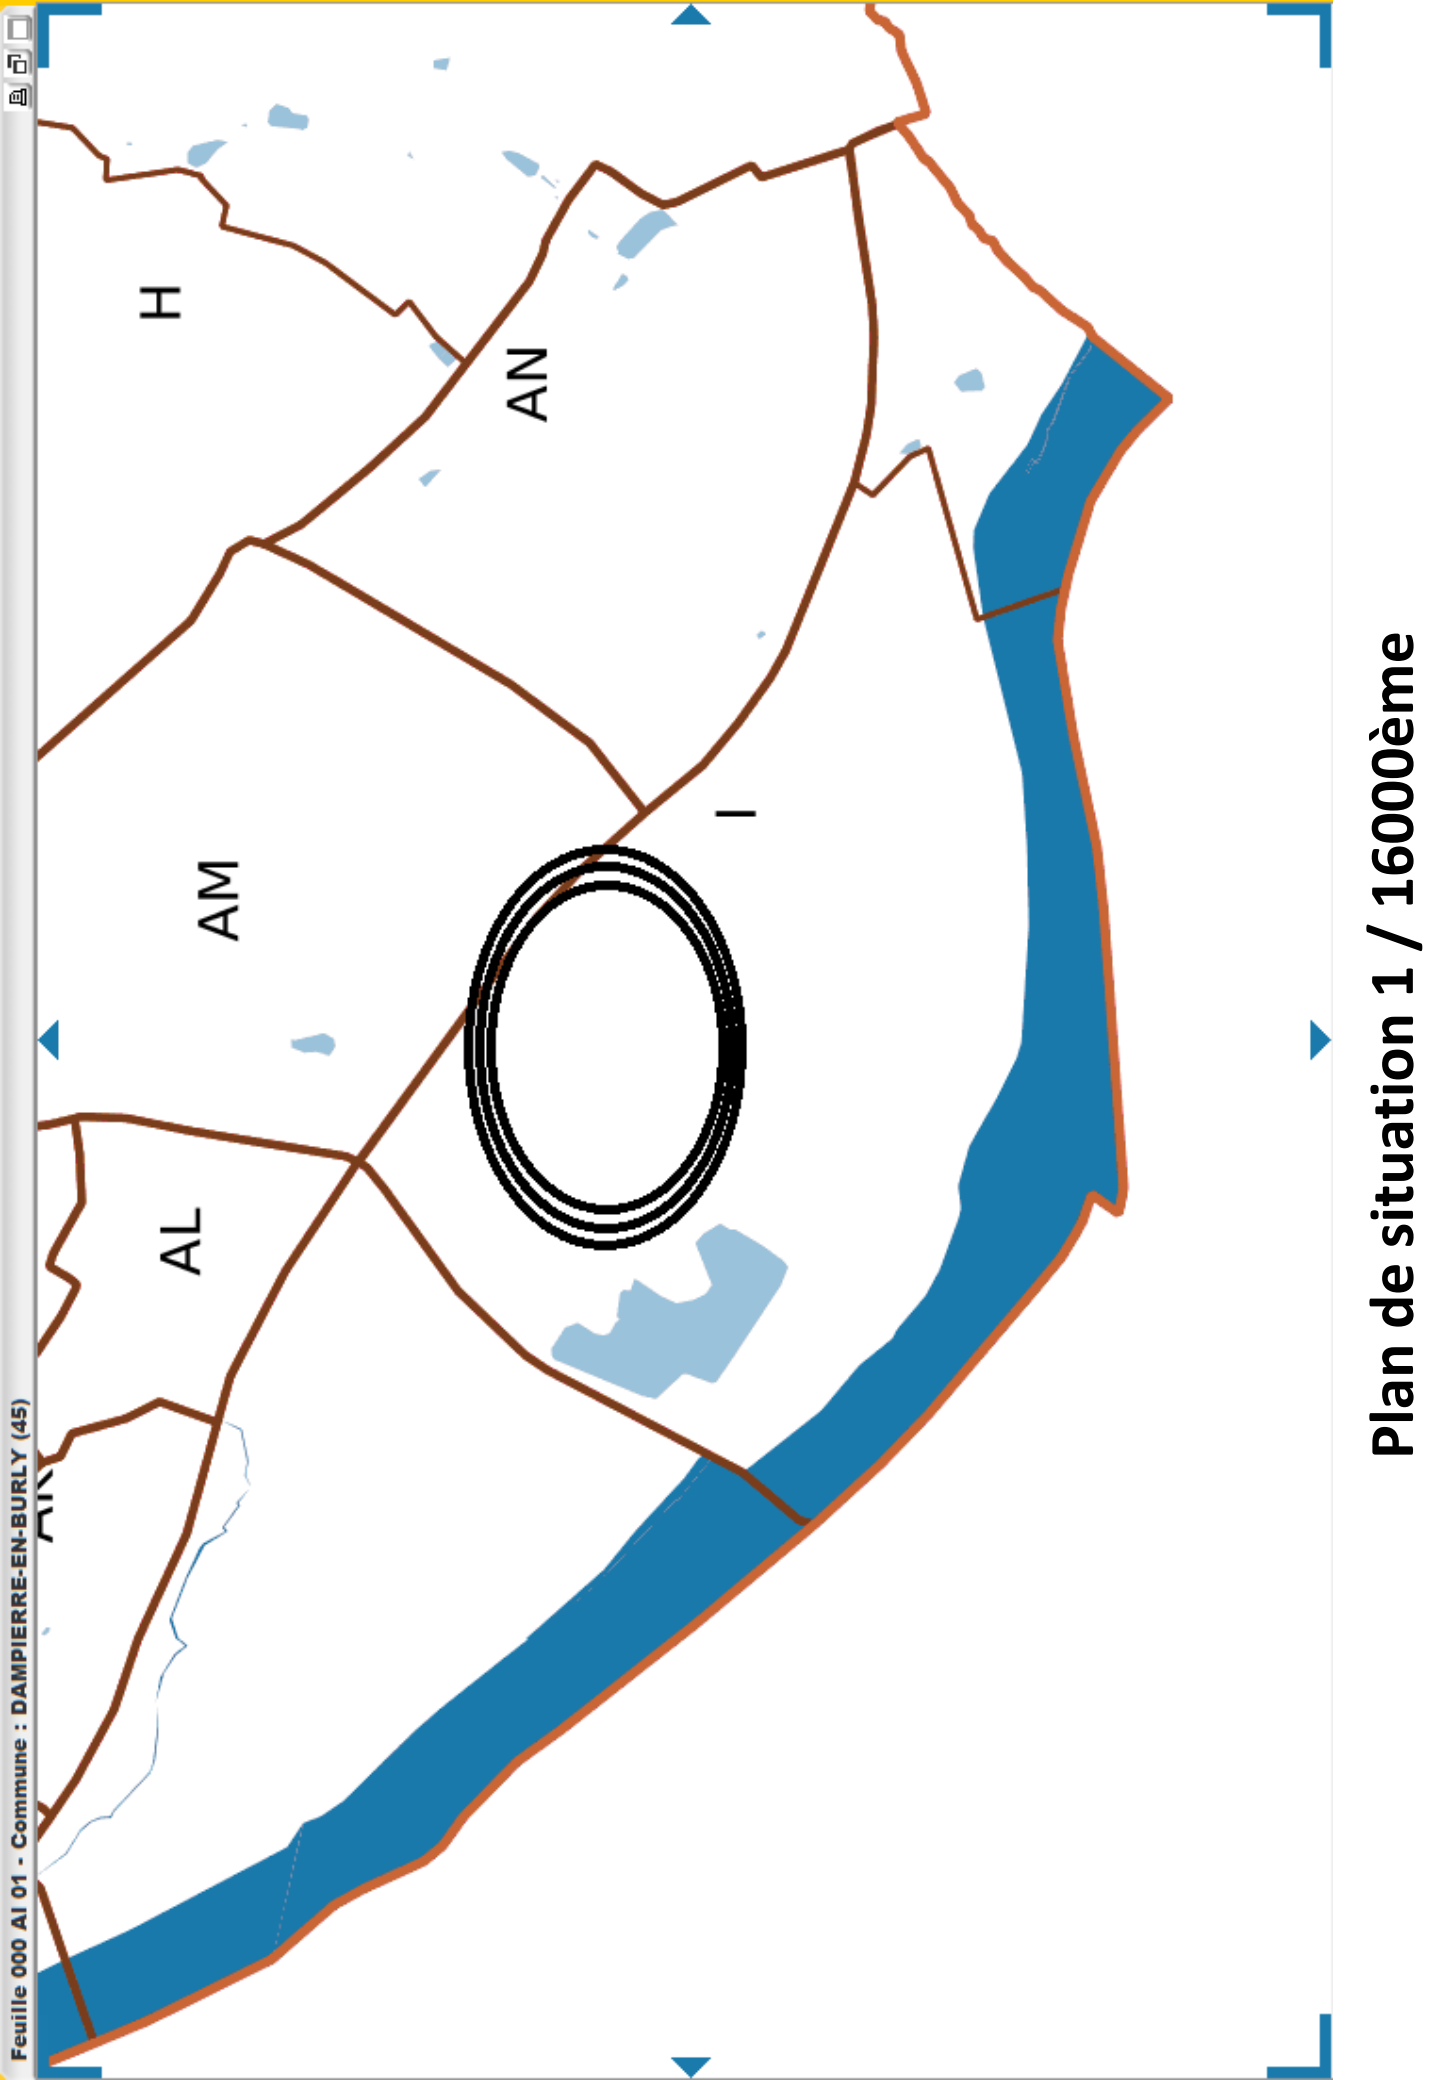 Feuille 000 AI 01 - Commune : DAMPIERRE-EN-BURLY (45)
AL
AM
H
AN
I
Plan de situation 1 / 16000ème